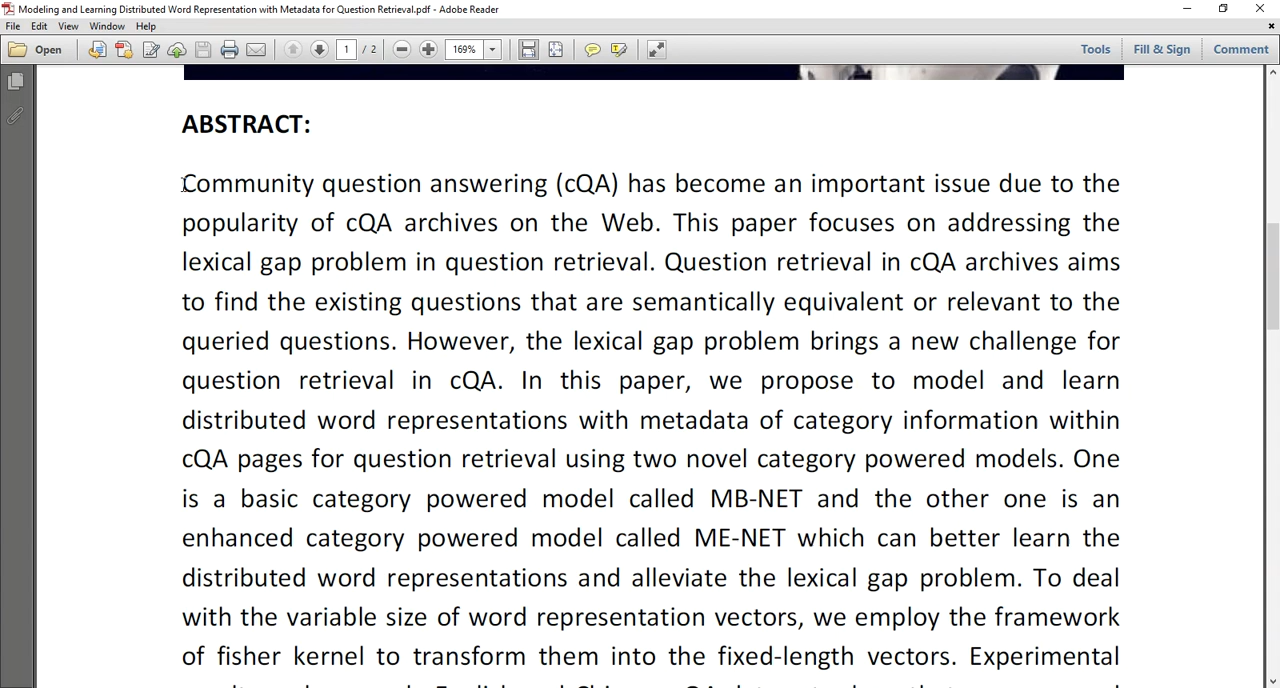 Modeling and Learning Distributed Word Representation with Metadata for Question Retrieval.pdf - Adobe Reader
File Edit View Window Help
Open 1 / 2 169% Tools Fill & Sign Comment
ABSTRACT:
Community question answering (cQA) has become an important issue due to the
popularity of cQA archives on the Web. This paper focuses on addressing the
lexical gap problem in question retrieval. Question retrieval in cQA archives aims
to find the existing questions that are semantically equivalent or relevant to the
queried questions. However, the lexical gap problem brings a new challenge for
question retrieval in cQA. In this paper, we propose to model and learn
distributed word representations with metadata of category information within
cQA pages for question retrieval using two novel category powered models. One
is a basic category powered model called MB-NET and the other one is an
enhanced category powered model called ME-NET which can better learn the
distributed word representations and alleviate the lexical gap problem. To deal
with the variable size of word representation vectors, we employ the framework
of fisher kernel to transform them into the fixed-length vectors. Experimental